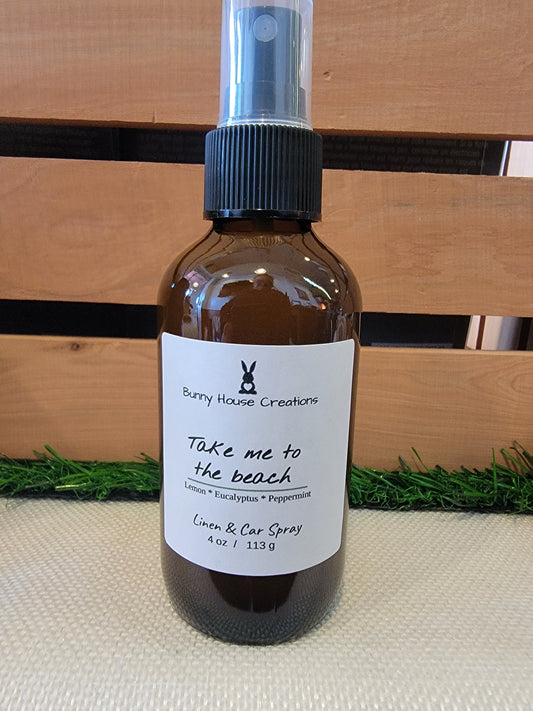 Bunny House Creations
Take me to
the beach
Lemon * Eucalyptus * Peppermint
Linen & Car Spray
4 oz / 113 g